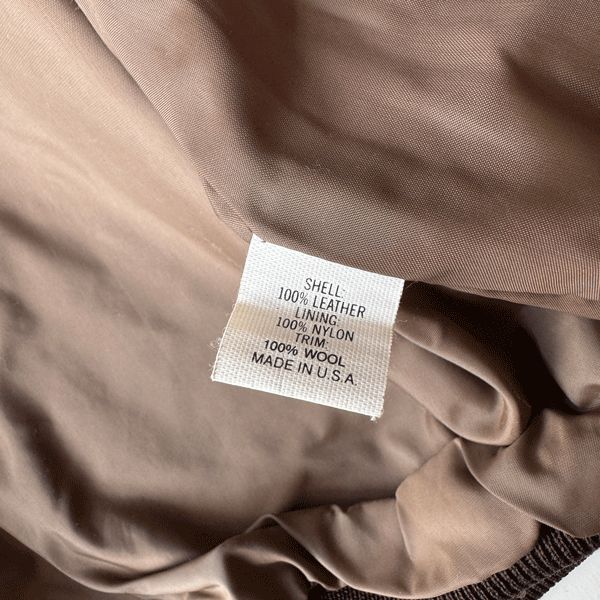 SHELL:
100% LEATHER
LINING:
100% NYLON
TRIM:
100% WOOL
MADE IN U.S.A.